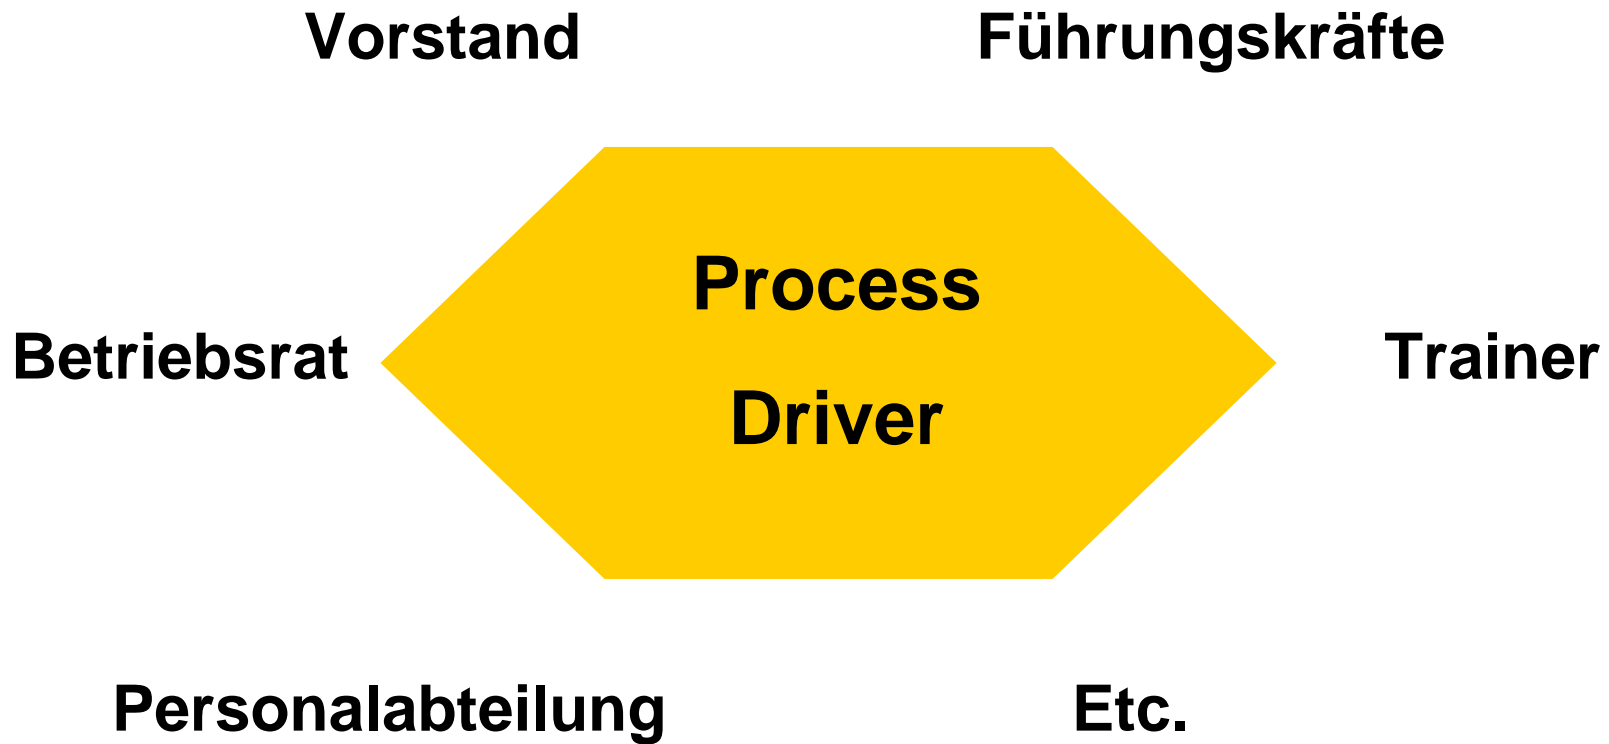 Vorstand
Führungskräfte
Process
Driver
Betriebsrat
Trainer
Personalabteilung
Etc.